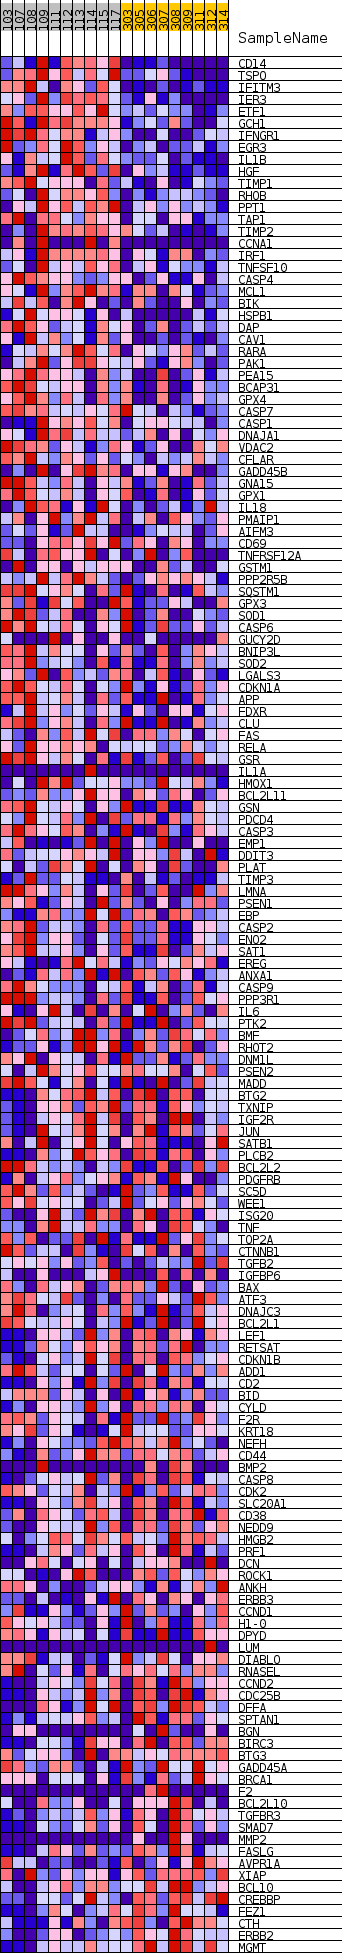 103 107 108 109 111 112 113 114 115 117 303 305 306 307 308 309 311 312 314
SampleName
CD14
TSPO
IFITM3
IER3
ETF1
GCH1
IFNGR1
EGR3
IL1B
HGF
TIMP1
RHOB
PPT1
TAP1
TIMP2
CCNA1
IRF1
TNFSF10
CASP4
MCL1
BIK
HSPB1
DAP
CAV1
RARA
PAK1
PEA15
BCAP31
GPX4
CASP7
CASP1
DNAJA1
VDAC2
CFLAR
GADD45B
GNA15
GPX1
IL18
PMAIP1
AIFM3
CD69
TNFRSF12A
GSTM1
PPP2R5B
SQSTM1
GPX3
SOD1
CASP6
GUCY2D
BNIP3L
SOD2
LGALS3
CDKN1A
APP
FDXR
CLU
FAS
RELA
GSR
IL1A
HMOX1
BCL2L11
GSN
PDCD4
CASP3
EMP1
DDIT3
PLAT
TIMP3
LMNA
PSEN1
EBP
CASP2
ENO2
SAT1
EREG
ANXA1
CASP9
PPP3R1
IL6
PTK2
BMF
RHOT2
DNM1L
PSEN2
MADD
BTG2
TXNIP
IGF2R
JUN
SATB1
PLCB2
BCL2L2
PDGFRB
SC5D
WEE1
ISG20
TNF
TOP2A
CTNNB1
TGFB2
IGFBP6
BAX
ATF3
DNAJC3
BCL2L1
LEF1
RETSAT
CDKN1B
ADD1
CD2
BID
CYLD
F2R
KRT18
NEFH
CD44
BMP2
CASP8
CDK2
SLC20A1
CD38
NEDD9
HMGB2
PRF1
DCN
ROCK1
ANKH
ERBB3
CCND1
H1-0
DPYD
LUM
DIABLO
RNASEL
CCND2
CDC25B
DFFA
SPTAN1
BGN
BIRC3
BTG3
GADD45A
BRCA1
F2
BCL2L10
TGFBR3
SMAD7
MMP2
FASLG
AVPR1A
XIAP
BCL10
CREBBP
FEZ1
CTH
ERBB2
MGMT